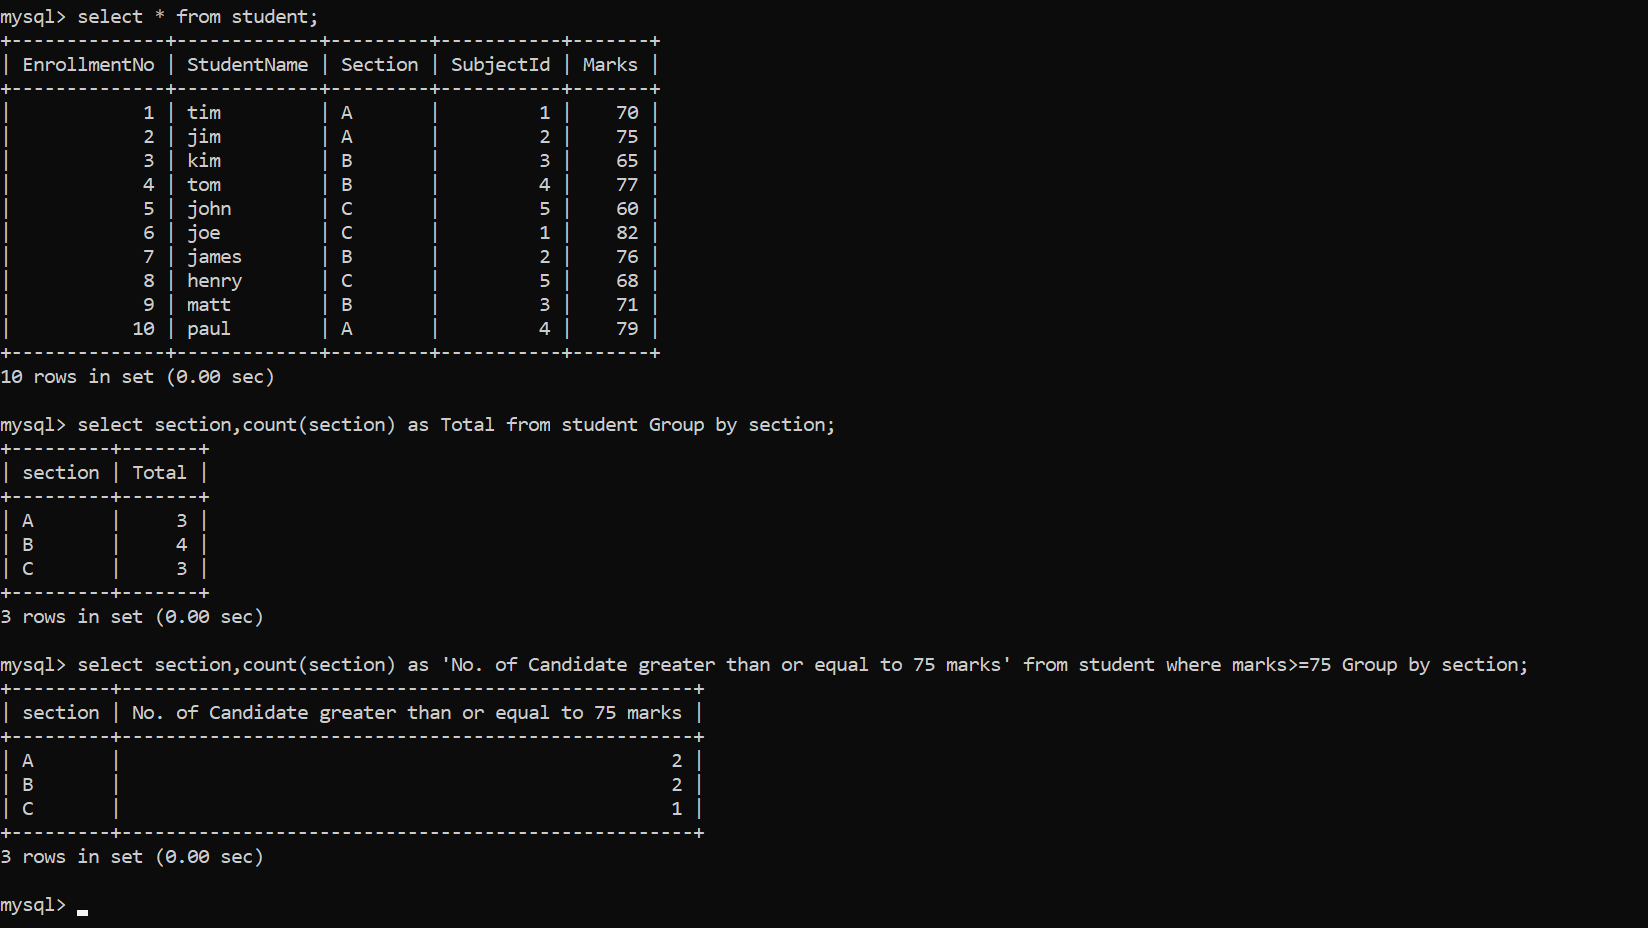 mysql> select * from student;
+--------------+-------------+---------+-----------+-------+
| EnrollmentNo | StudentName | Section | SubjectId | Marks |
+--------------+-------------+---------+-----------+-------+
|            1 | tim         | A       |         1 |    70 |
|            2 | jim         | A       |         2 |    75 |
|            3 | kim         | B       |         3 |    65 |
|            4 | tom         | B       |         4 |    77 |
|            5 | john        | C       |         5 |    60 |
|            6 | joe         | C       |         1 |    82 |
|            7 | james       | B       |         2 |    76 |
|            8 | henry       | C       |         5 |    68 |
|            9 | matt        | B       |         3 |    71 |
|           10 | paul        | A       |         4 |    79 |
+--------------+-------------+---------+-----------+-------+
10 rows in set (0.00 sec)
mysql> select section,count(section) as Total from student Group by section;
+---------+-------+
| section | Total |
+---------+-------+
| A       |     3 |
| B       |     4 |
| C       |     3 |
+---------+-------+
3 rows in set (0.00 sec)
mysql> select section,count(section) as 'No. of Candidate greater than or equal to 75 marks' from student where marks>=75 Group by section;
+---------+----------------------------------------------------+
| section | No. of Candidate greater than or equal to 75 marks |
+---------+----------------------------------------------------+
| A       |                                                  2 |
| B       |                                                  2 |
| C       |                                                  1 |
+---------+----------------------------------------------------+
3 rows in set (0.00 sec)
mysql>